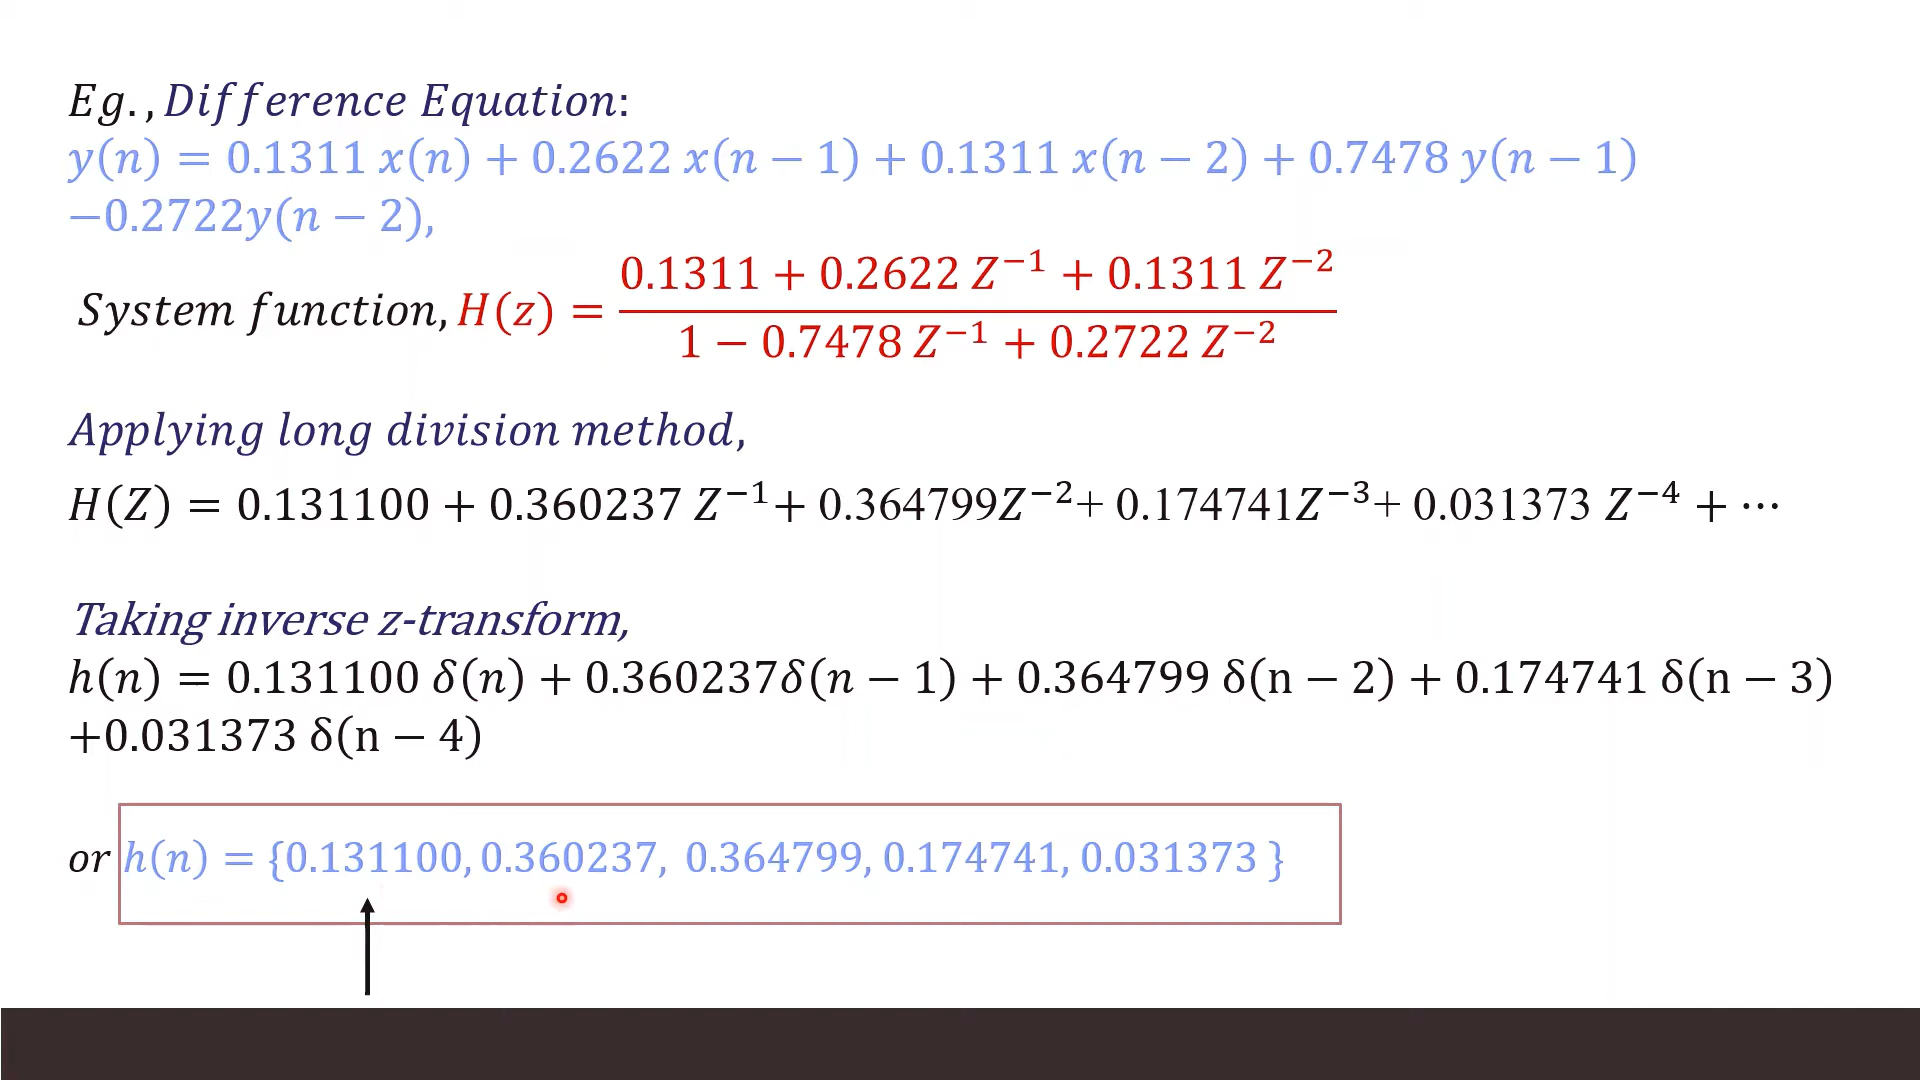 Eg., Difference Equation:
y(n) = 0.1311 x(n) + 0.2622 x(n − 1) + 0.1311 x(n − 2) + 0.7478 y(n − 1)
−0.2722y(n − 2),
0.1311 + 0.2622 Z⁻¹ + 0.1311 Z⁻²
System function, H(z) =
1 − 0.7478 Z⁻¹ + 0.2722 Z⁻²
Applying long division method,
H(Z) = 0.131100 + 0.360237 Z⁻¹+ 0.364799Z⁻²+ 0.174741Z⁻³+ 0.031373 Z⁻⁴ + ⋯
Taking inverse z-transform,
h(n) = 0.131100 δ(n) + 0.360237δ(n − 1) + 0.364799 δ(n − 2) + 0.174741 δ(n − 3)
+0.031373 δ(n − 4)
or h(n) = {0.131100, 0.360237, 0.364799, 0.174741, 0.031373 }